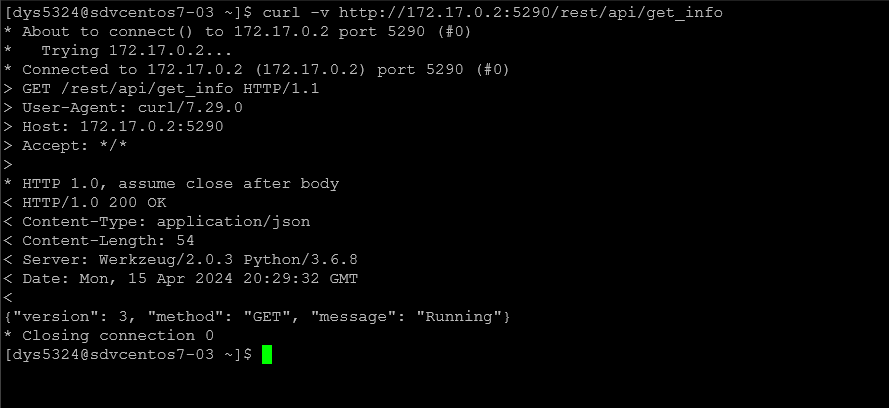 [dys5324@sdvcentos7-03 ~]$ curl -v http://172.17.0.2:5290/rest/api/get_info
* About to connect() to 172.17.0.2 port 5290 (#0)
*   Trying 172.17.0.2...
* Connected to 172.17.0.2 (172.17.0.2) port 5290 (#0)
> GET /rest/api/get_info HTTP/1.1
> User-Agent: curl/7.29.0
> Host: 172.17.0.2:5290
> Accept: */*
>
* HTTP 1.0, assume close after body
< HTTP/1.0 200 OK
< Content-Type: application/json
< Content-Length: 54
< Server: Werkzeug/2.0.3 Python/3.6.8
< Date: Mon, 15 Apr 2024 20:29:32 GMT
<
{"version": 3, "method": "GET", "message": "Running"}
* Closing connection 0
[dys5324@sdvcentos7-03 ~]$